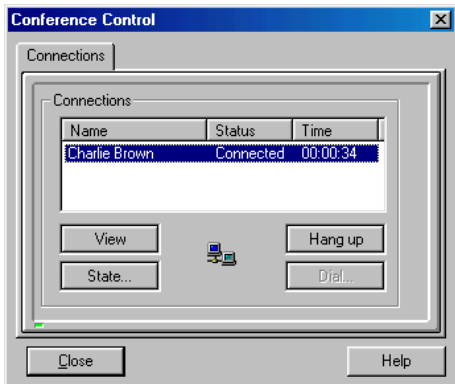 Conference Control
Connections
Connections
Name Status Time
Charlie Brown Connected 00:00:34
View Hang up
State... Dial...
Close Help